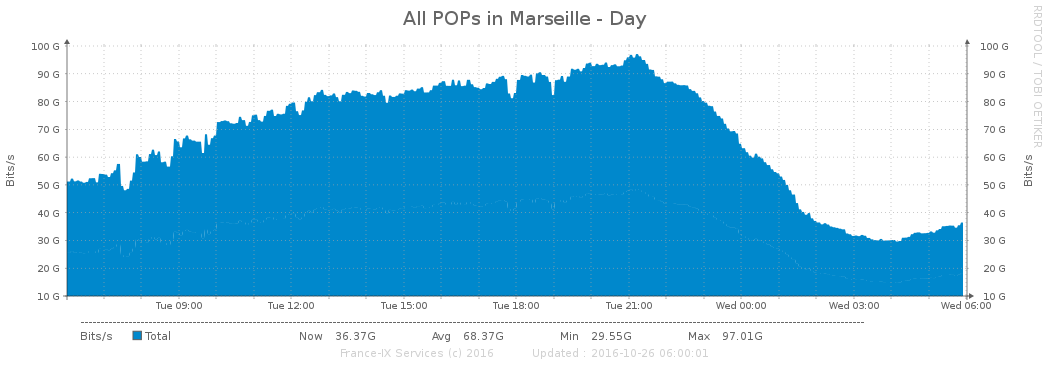 All POPs in Marseille - Day
RRDTOOL / TOBI OETIKER
Bits/s
100 G
90 G
80 G
70 G
60 G
50 G
40 G
30 G
20 G
10 G
100 G
90 G
80 G
70 G
60 G
50 G
40 G
30 G
20 G
10 G
Bits/s
Tue 09:00 Tue 12:00 Tue 15:00 Tue 18:00 Tue 21:00 Wed 00:00 Wed 03:00 Wed 06:00
Bits/s Total Now 36.37G Avg 68.37G Min 29.55G Max 97.01G
France-IX Services (c) 2016 Updated : 2016-10-26 06:00:01